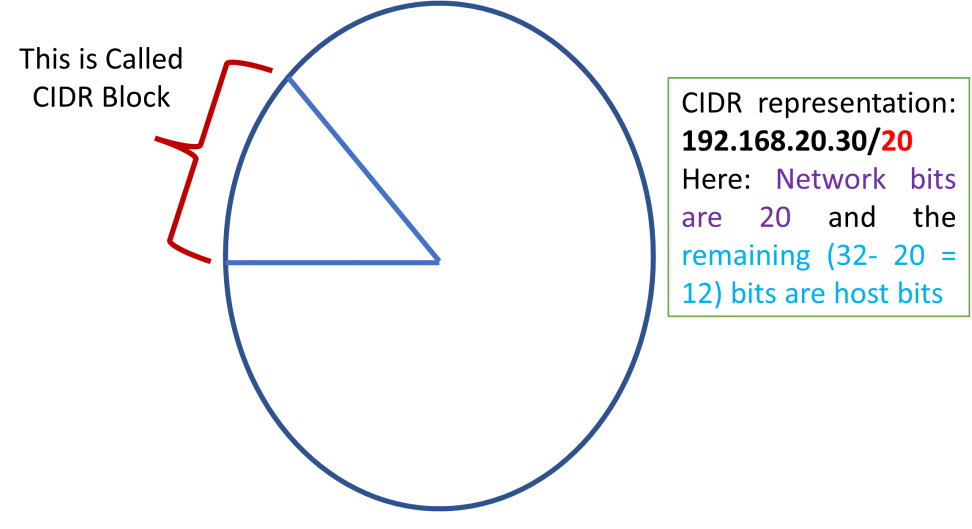 This is Called
CIDR Block
CIDR representation:
192.168.20.30/20
Here: Network bits
are 20 and the
remaining (32- 20 =
12) bits are host bits